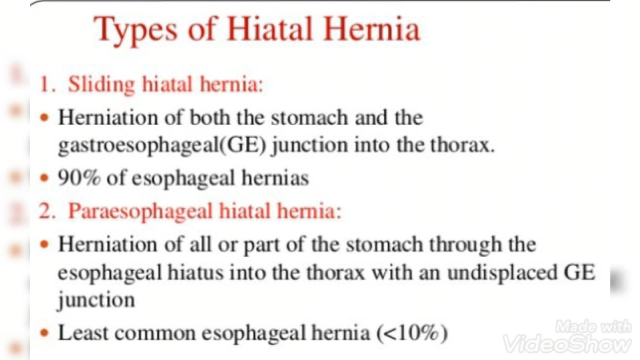 Types of Hiatal Hernia
1. Sliding hiatal hernia:
• Herniation of both the stomach and the
gastroesophageal(GE) junction into the thorax.
• 90% of esophageal hernias
2. Paraesophageal hiatal hernia:
• Herniation of all or part of the stomach through the
esophageal hiatus into the thorax with an undisplaced GE
junction
• Least common esophageal hernia (<10%)
Made with
VideoShow